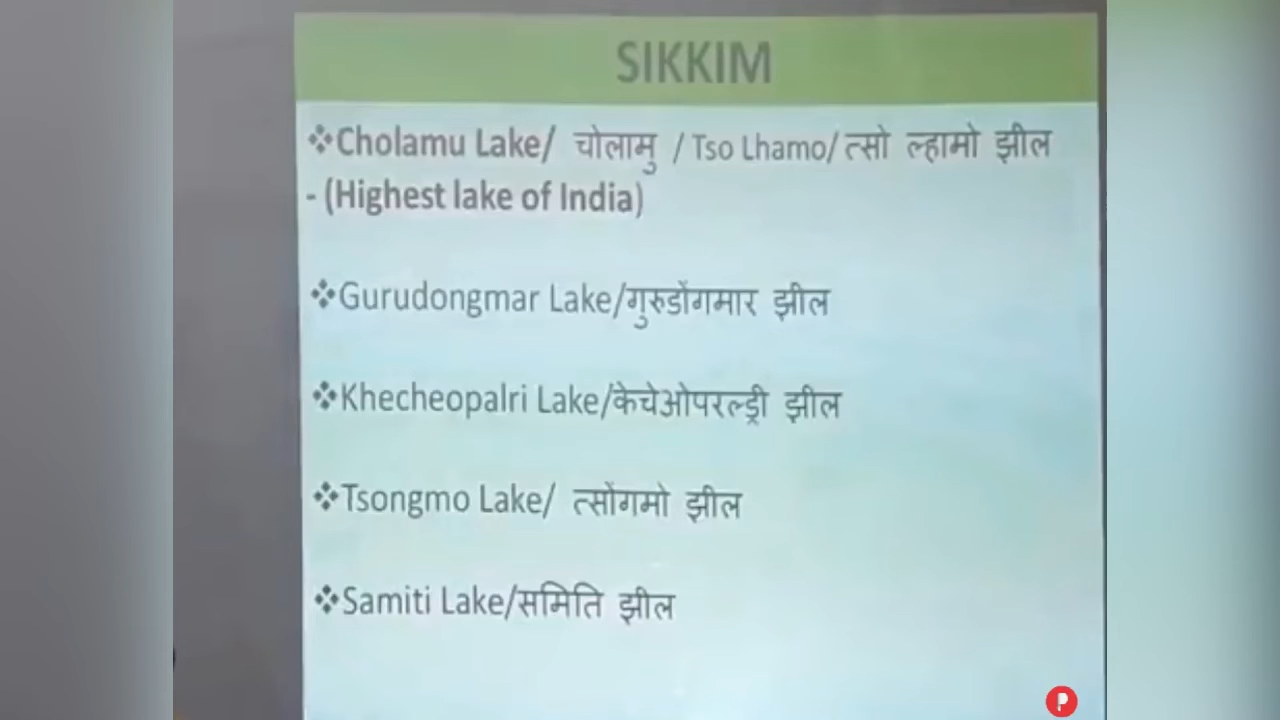 SIKKIM
❖Cholamu Lake/ चोलामु / Tso Lhamo/ त्सो ल्हामो झील
- (Highest lake of India)
❖Gurudongmar Lake/गुरुडोंगमार झील
❖Khecheopalri Lake/केचेओपरल्ड्री झील
❖Tsongmo Lake/ त्सोंगमो झील
❖Samiti Lake/समिति झील